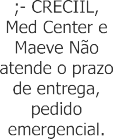 ;- CRECIIL,
Med Center e
Maeve Não
atende o prazo
de entrega,
pedido
emergencial.